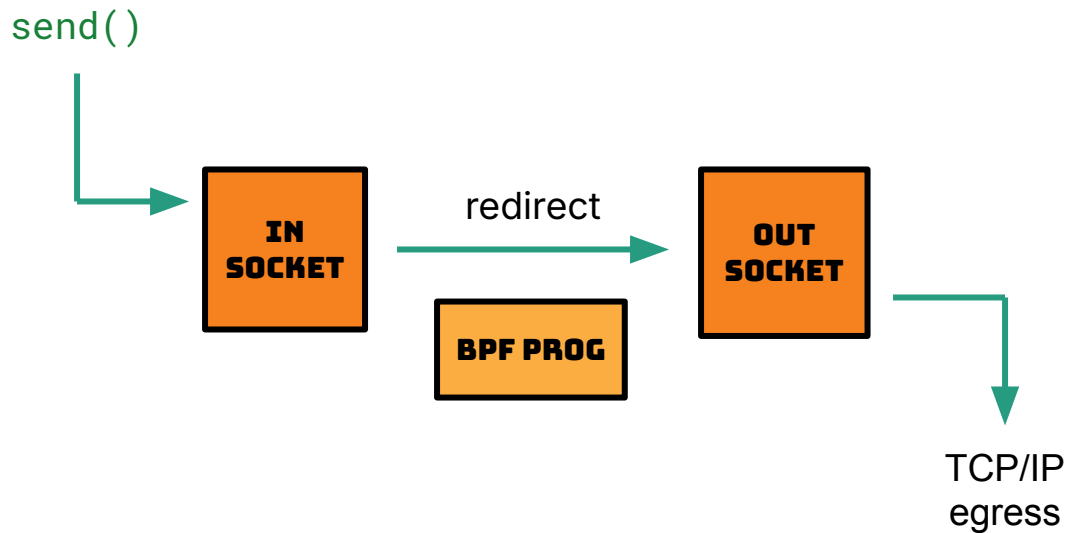 send()
IN
SOCKET
redirect
OUT
SOCKET
BPF PROG
TCP/IP
egress